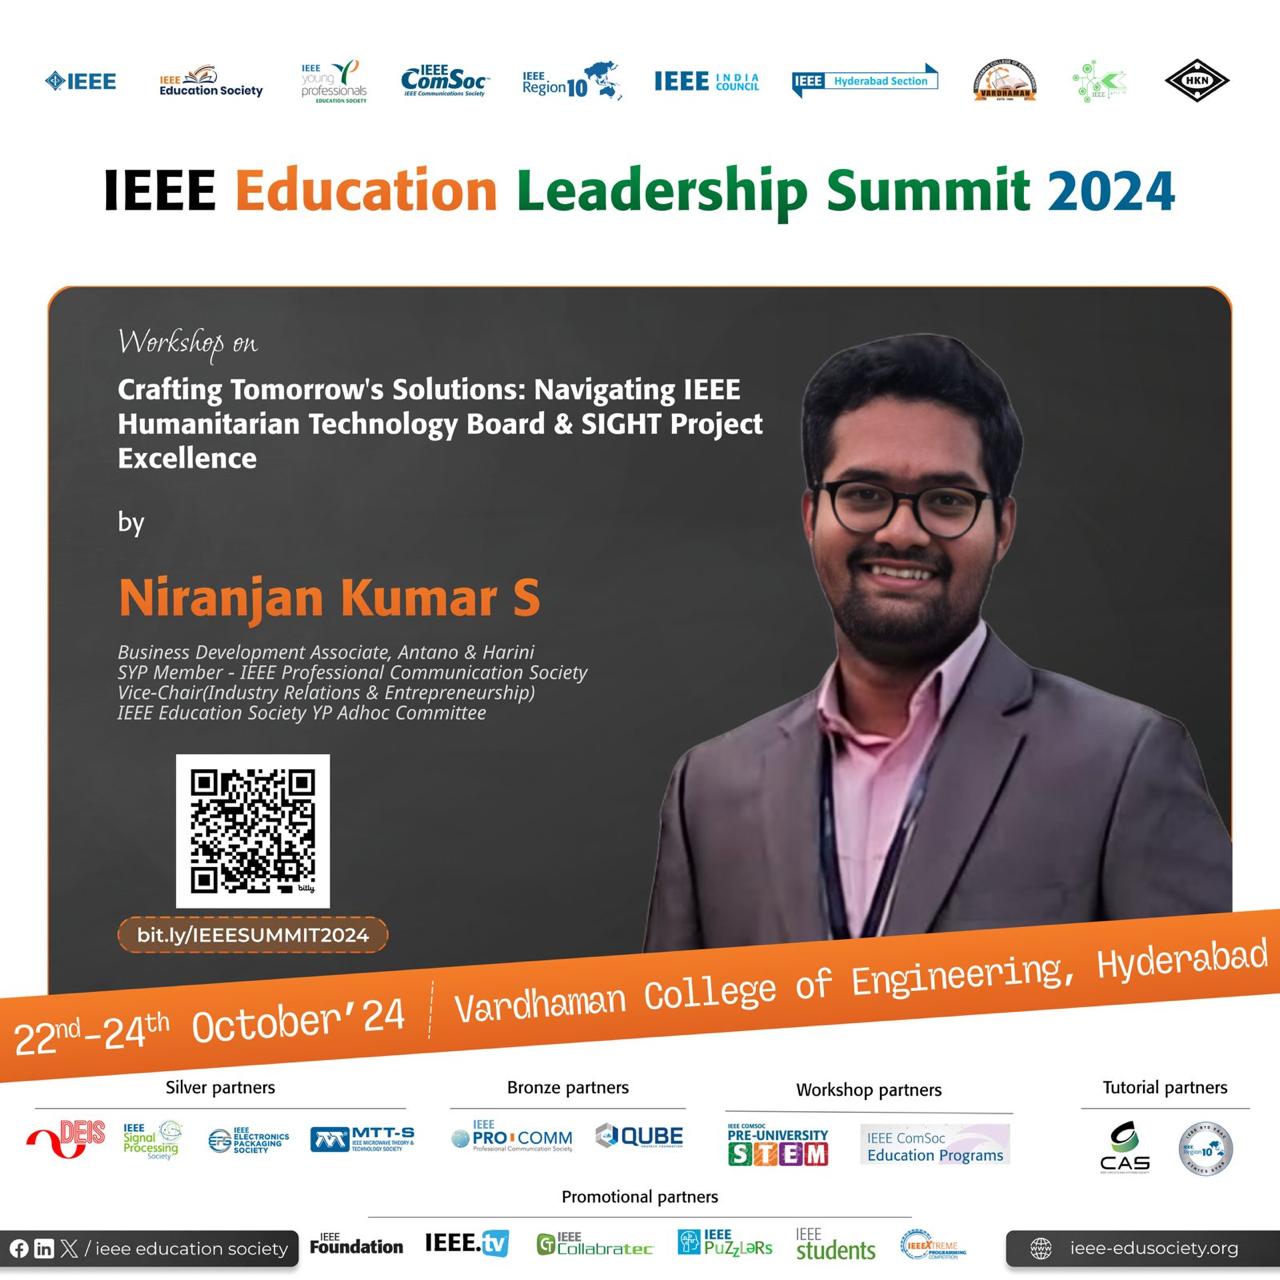 IEEE
IEEE Education Society
IEEE young professionals EDUCATION SOCIETY
IEEE ComSoc™ IEEE Communications Society
IEEE Region 10
IEEE INDIA COUNCIL
IEEE Hyderabad Section
VARDHAMAN
IEEE
HKN
IEEE Education Leadership Summit 2024
Workshop on
Crafting Tomorrow's Solutions: Navigating IEEE
Humanitarian Technology Board & SIGHT Project
Excellence
by
Niranjan Kumar S
Business Development Associate, Antano & Harini
SYP Member - IEEE Professional Communication Society
Vice-Chair(Industry Relations & Entrepreneurship)
IEEE Education Society YP Adhoc Committee
bitly
bit.ly/IEEESUMMIT2024
22nd-24th October'24 Vardhaman College of Engineering, Hyderabad
Silver partners
DEIS
IEEE Signal Processing Society
EPS IEEE ELECTRONICS PACKAGING SOCIETY
MTT-S IEEE MICROWAVE THEORY & TECHNOLOGY SOCIETY
Bronze partners
IEEE PRO COMM Professional Communication Society
QUBE
Workshop partners
IEEE COMSOC PRE-UNIVERSITY STEM
IEEE ComSoc Education Programs
Tutorial partners
CAS
IEEE Region 10
Promotional partners
/ ieee education society
IEEE Foundation
IEEE.tv
IEEE Collabratec
IEEE PuZzLəRs
IEEE students
IEEEXTREME PROGRAMMING COMPETITION
www
ieee-edusociety.org